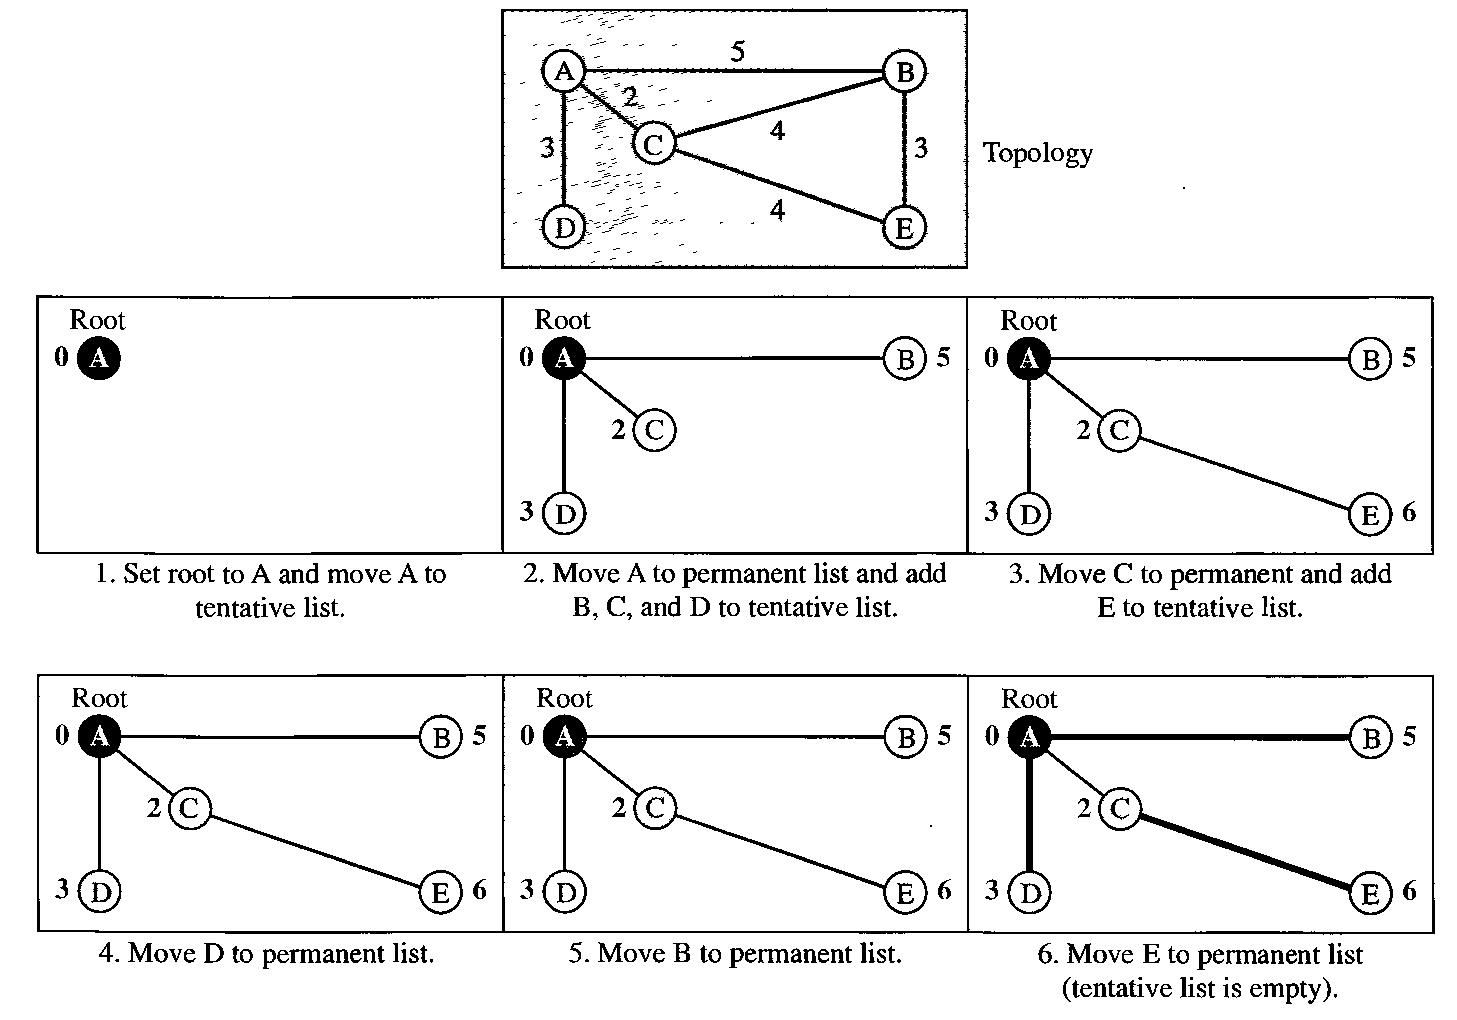 5
A
B
2
C
4
3
3
Topology
4
D
E
Root
0 A
Root
0 A
B 5
2 C
3 D
Root
0 A
B 5
2 C
3 D
E 6
1. Set root to A and move A to
tentative list.
2. Move A to permanent list and add
B, C, and D to tentative list.
3. Move C to permanent and add
E to tentative list.
Root
0 A
B 5
2 C
3 D
E 6
Root
0 A
B 5
2 C
3 D
E 6
Root
0 A
B 5
2 C
3 D
E 6
4. Move D to permanent list.
5. Move B to permanent list.
6. Move E to permanent list
(tentative list is empty).